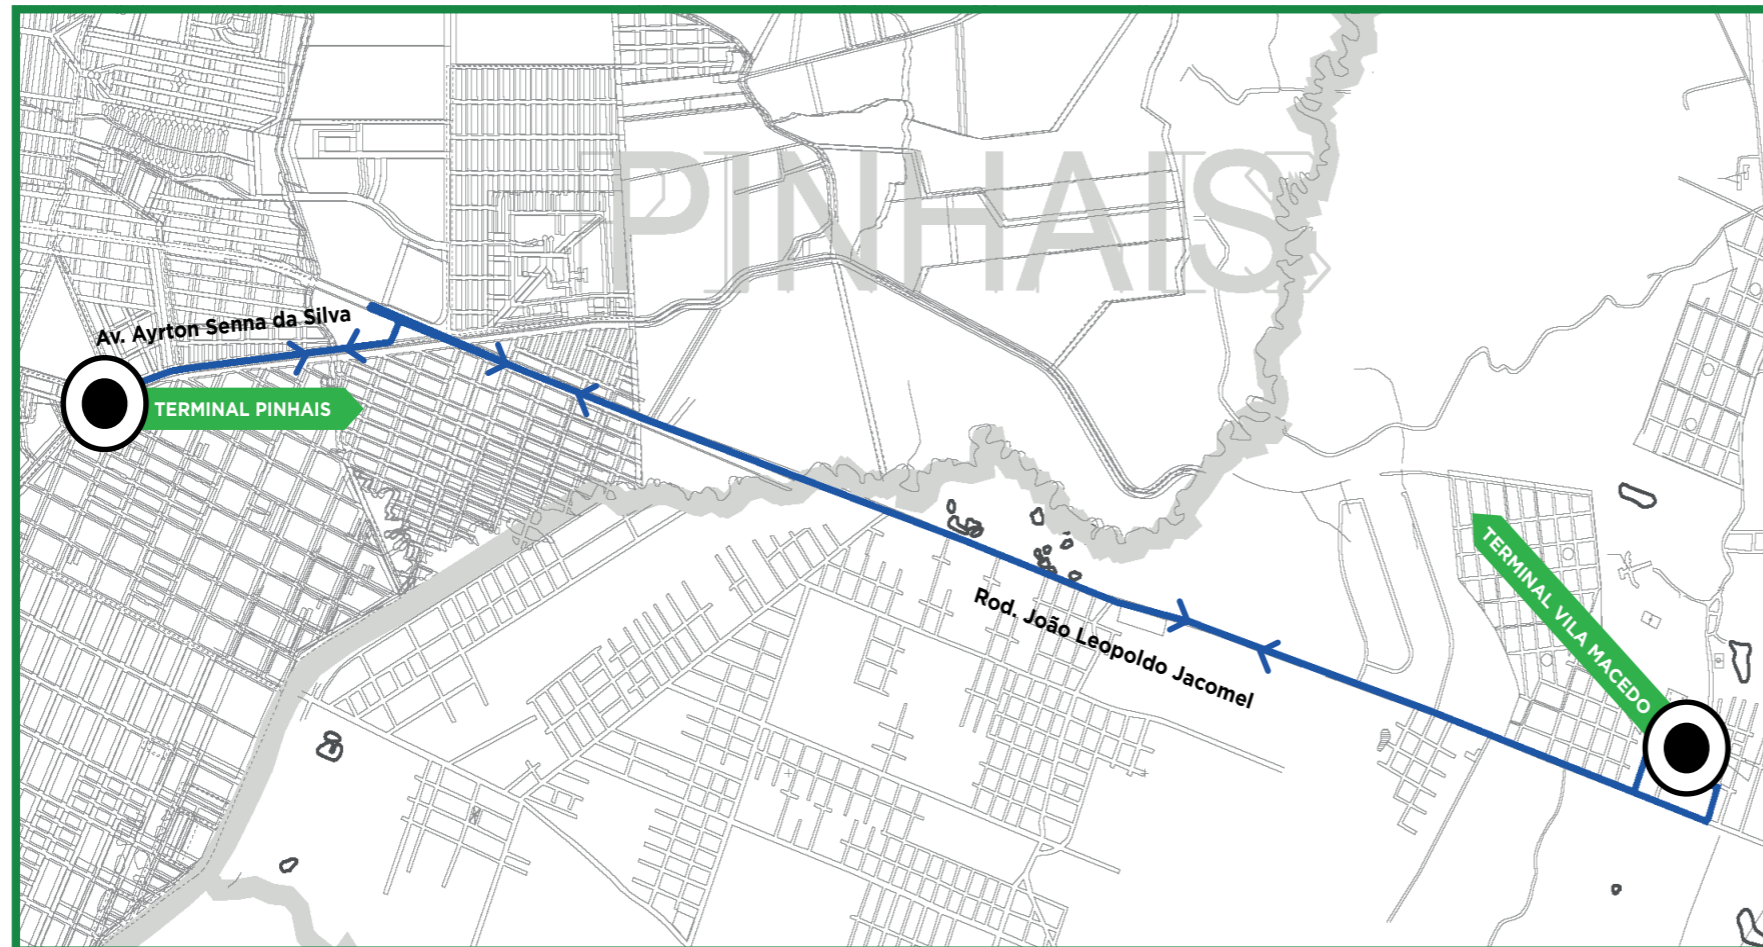 PINHAIS
Av. Ayrton Senna da Silva
TERMINAL PINHAIS
Rod. João Leopoldo Jacomel
TERMINAL VILA MACEDO